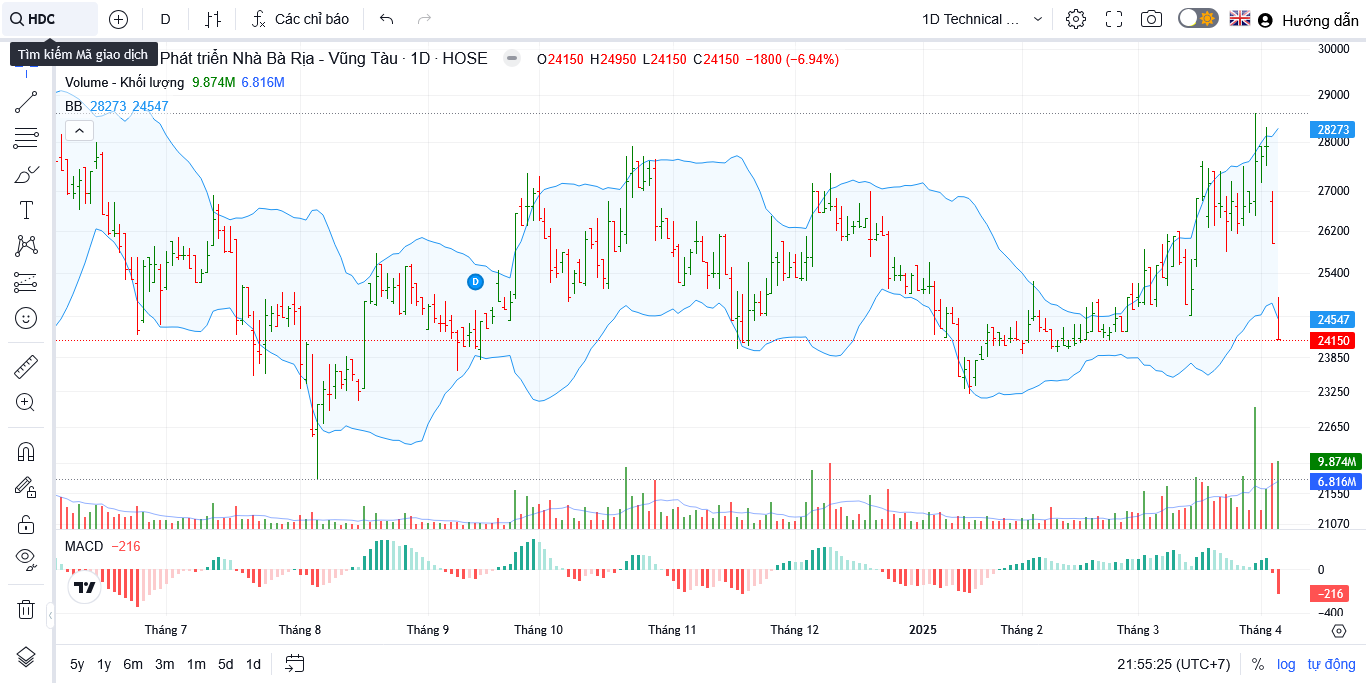 HDC D Các chỉ báo 1D Technical ... Hướng dẫn
Tìm kiếm Mã giao dịch
Phát triển Nhà Bà Rịa - Vũng Tàu · 1D · HOSE O24150 H24950 L24150 C24150 −1800 (−6.94%)
Volume - Khối lượng 9.874M 6.816M
BB 28273 24547
30000
29000
28273
28000
27000
26200
25400
24547
24150
23850
23250
22650
9.874M
6.816M
21550
21070
D
MACD −216
0
−216
−400
Tháng 7 Tháng 8 Tháng 9 Tháng 10 Tháng 11 Tháng 12 2025 Tháng 2 Tháng 3 Tháng 4
5y 1y 6m 3m 1m 5d 1d 21:55:25 (UTC+7) % log tự động